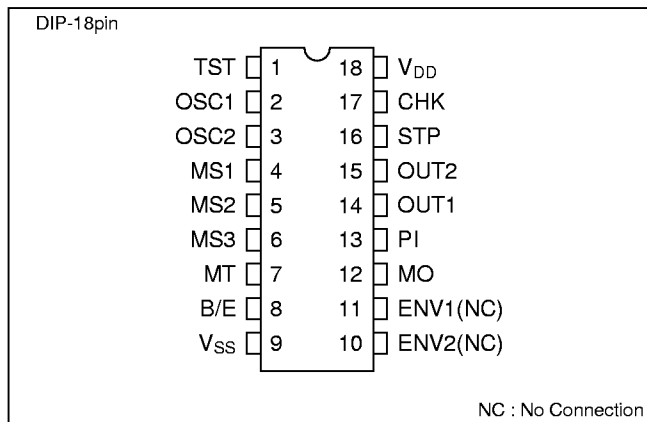 DIP-18pin
TST 1 18 VDD
OSC1 2 17 CHK
OSC2 3 16 STP
MS1 4 15 OUT2
MS2 5 14 OUT1
MS3 6 13 PI
MT 7 12 MO
B/E 8 11 ENV1(NC)
VSS 9 10 ENV2(NC)
NC : No Connection